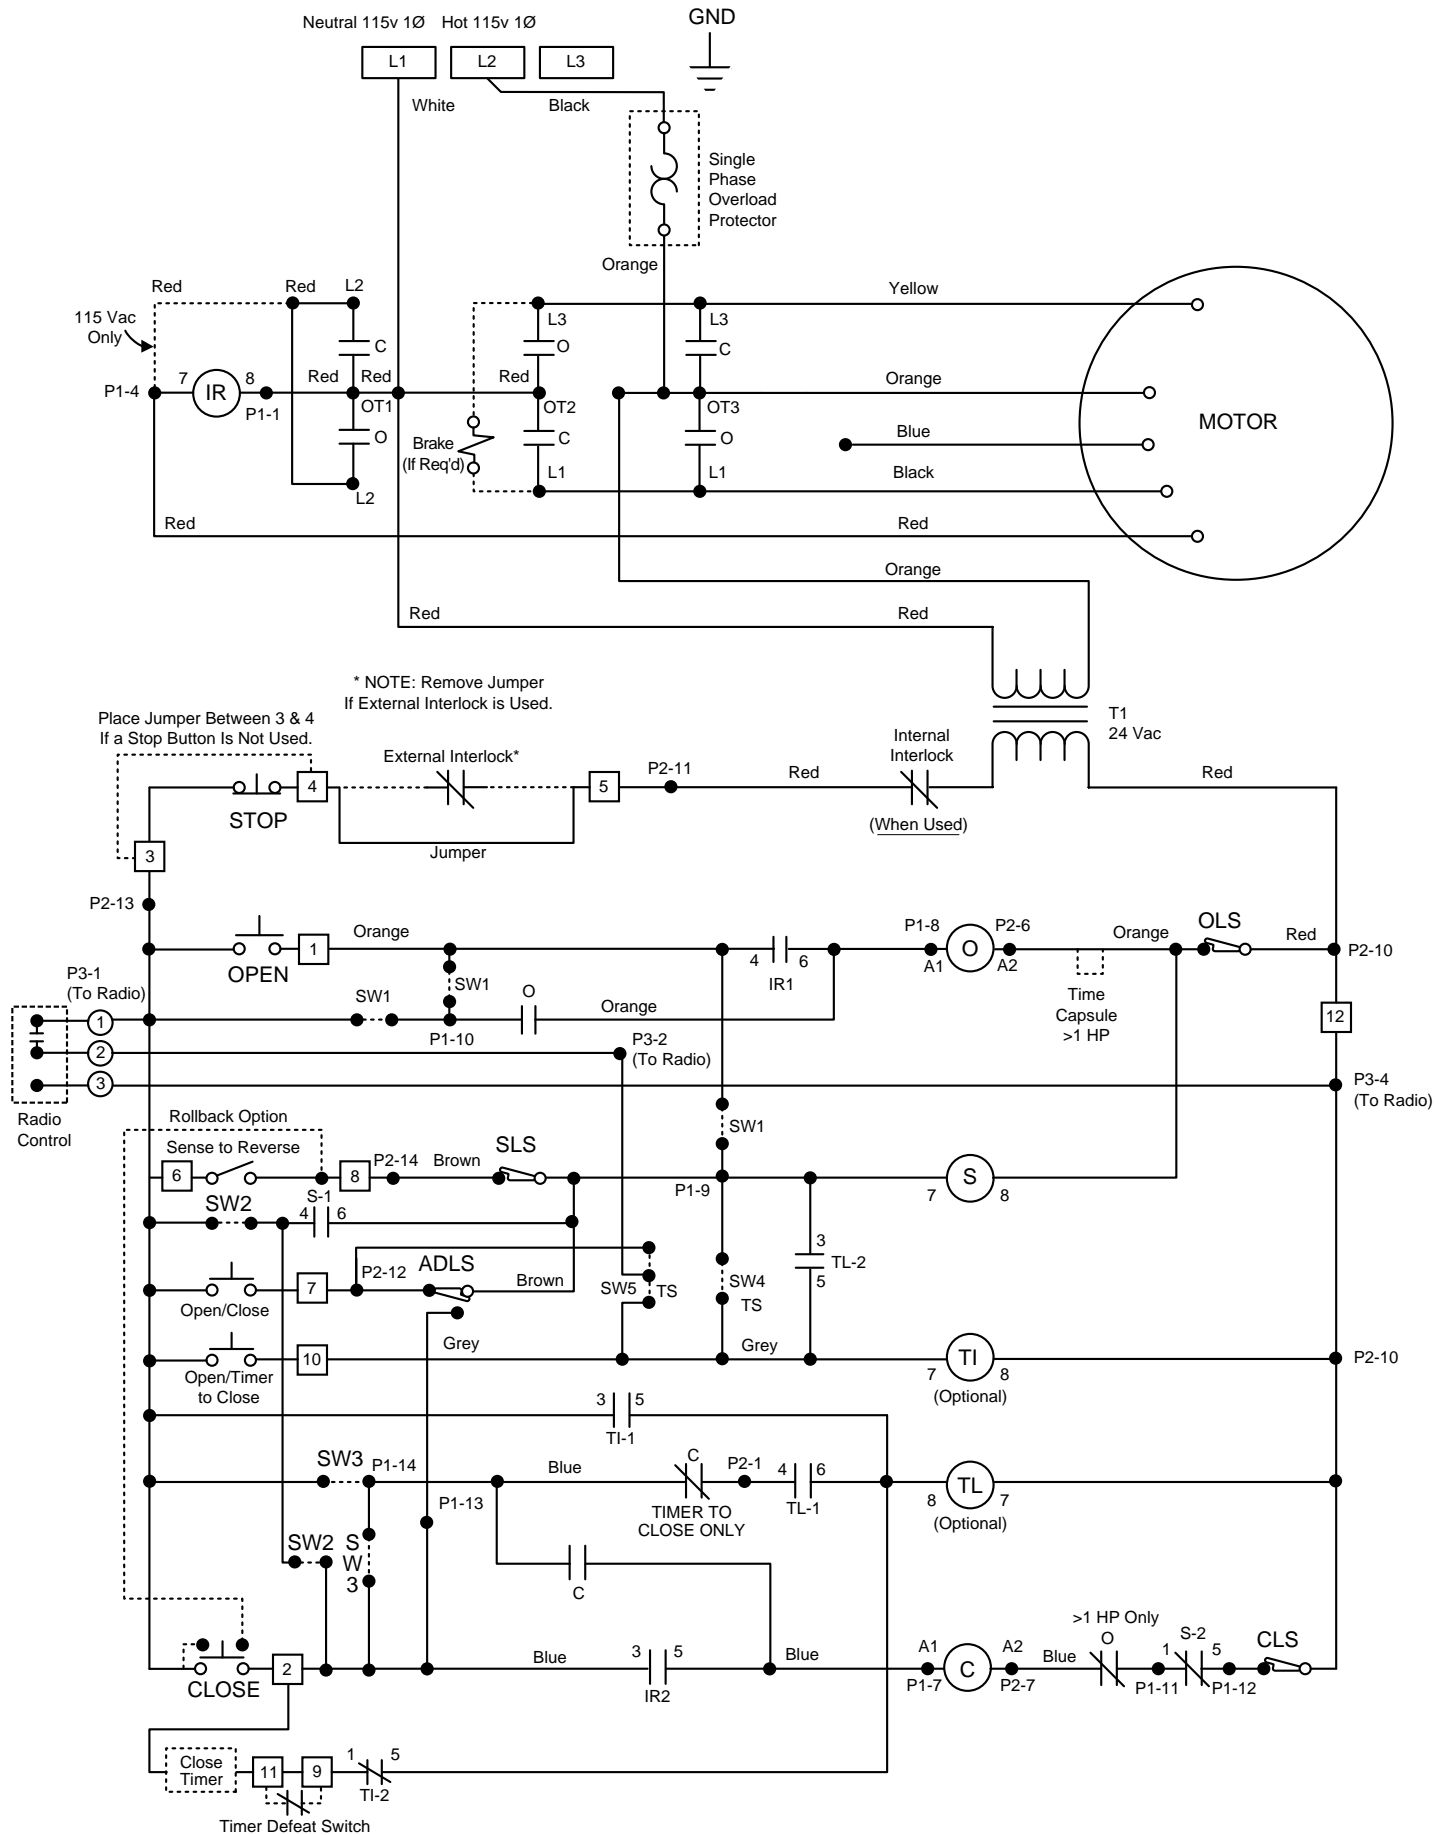 Neutral 115v 1Ø Hot 115v 1Ø
GND
L1
L2
L3
White
Black
Single
Phase
Overload
Protector
Orange
Red
Red
L2
115 Vac
Only
Yellow
L3
L3
C
O
C
P1-4
7
IR
8
P1-1
Red
Red
OT1
Red
OT2
OT3
Orange
MOTOR
O
Brake
(If Req'd)
C
O
Blue
L2
L1
L1
Black
Red
Red
Orange
Red
Red
* NOTE: Remove Jumper
If External Interlock is Used.
Place Jumper Between 3 & 4
If a Stop Button Is Not Used.
T1
24 Vac
External Interlock*
Internal
Interlock
4
5
P2-11
Red
Red
STOP
(When Used)
Jumper
3
P2-13
OPEN
1
Orange
4
6
IR1
P1-8
A1
O
P2-6
A2
Orange
OLS
Red
P2-10
P3-1
(To Radio)
SW1
SW1
O
Orange
Time
Capsule
>1 HP
1
P1-10
12
2
P3-2
(To Radio)
3
P3-4
(To Radio)
Radio
Control
Rollback Option
SW1
Sense to Reverse
6
8
P2-14
Brown
SLS
P1-9
7
S
8
SW2
S-1
4
6
3
TL-2
5
P2-12
ADLS
7
Open/Close
Brown
SW5
TS
SW4
TS
Grey
Grey
10
Open/Timer
to Close
7
TI
8
(Optional)
P2-10
3
5
TI-1
SW3
P1-14
Blue
C
P2-1
4
6
TL-1
TIMER TO
CLOSE ONLY
8
TL
7
(Optional)
P1-13
SW2
S
W
3
C
CLOSE
2
Blue
3
5
IR2
Blue
A1
P1-7
C
A2
P2-7
Blue
>1 HP Only
O
P1-11
1
S-2
5
P1-12
CLS
Close
Timer
11
9
1
5
TI-2
Timer Defeat Switch